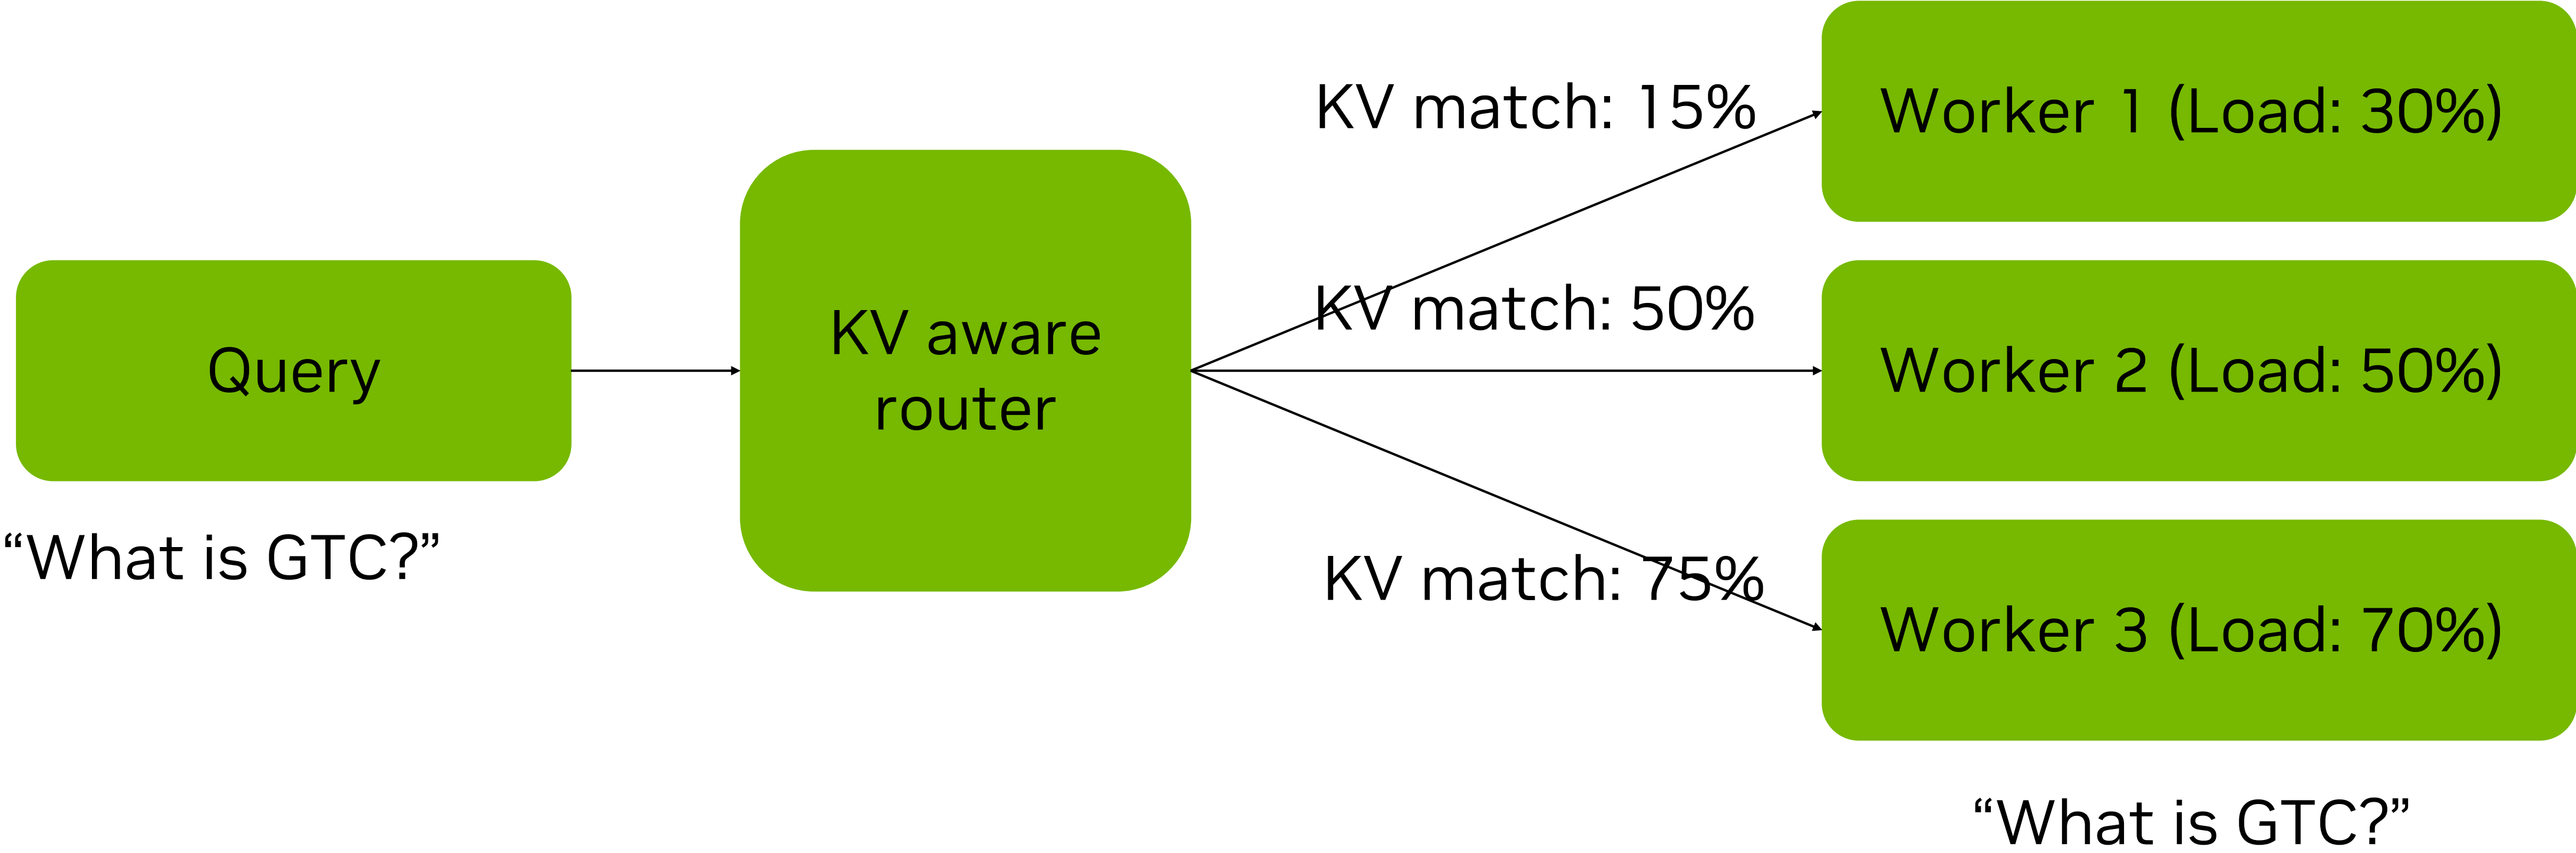 Query
“What is GTC?”
KV aware
router
KV match: 15%
KV match: 50%
KV match: 75%
Worker 1 (Load: 30%)
Worker 2 (Load: 50%)
Worker 3 (Load: 70%)
“What is GTC?”